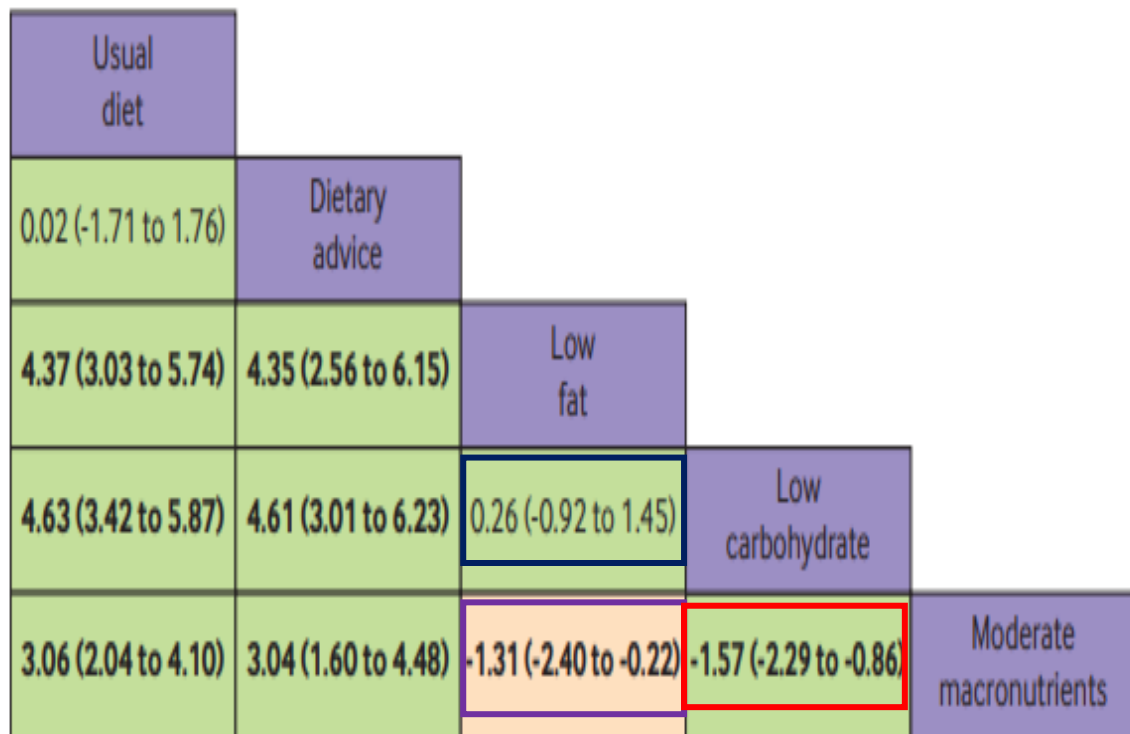 Usual
diet
0.02 (-1.71 to 1.76)
Dietary
advice
4.37 (3.03 to 5.74)
4.35 (2.56 to 6.15)
Low
fat
4.63 (3.42 to 5.87)
4.61 (3.01 to 6.23)
0.26 (-0.92 to 1.45)
Low
carbohydrate
3.06 (2.04 to 4.10)
3.04 (1.60 to 4.48)
-1.31 (-2.40 to -0.22)
-1.57 (-2.29 to -0.86)
Moderate
macronutrients